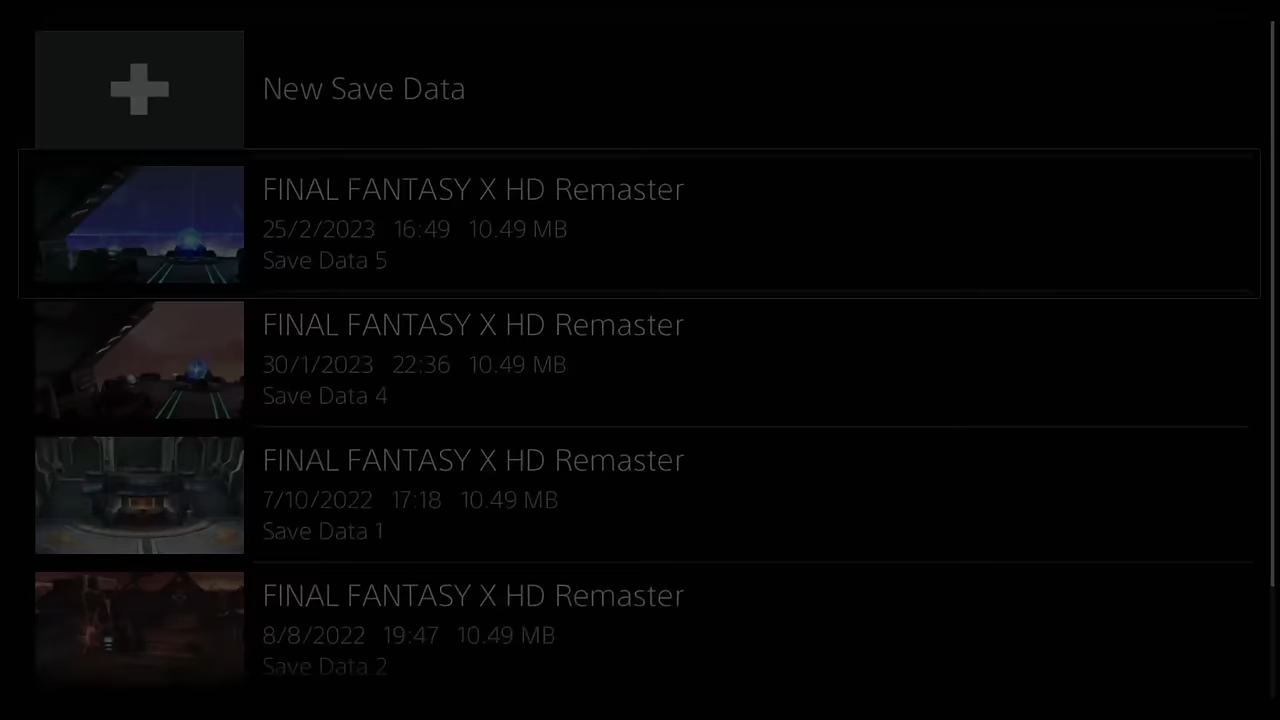 New Save Data
FINAL FANTASY X HD Remaster
25/2/2023 16:49 10.49 MB
Save Data 5
FINAL FANTASY X HD Remaster
30/1/2023 22:36 10.49 MB
Save Data 4
FINAL FANTASY X HD Remaster
7/10/2022 17:18 10.49 MB
Save Data 1
FINAL FANTASY X HD Remaster
8/8/2022 19:47 10.49 MB
Save Data 2